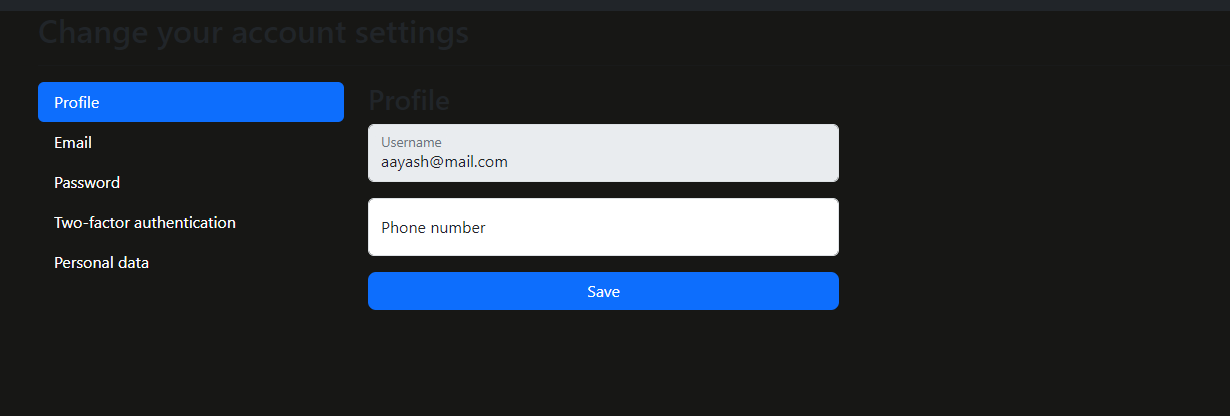 Change your account settings
Profile
Email
Password
Two-factor authentication
Personal data
Profile
Username
aayash@mail.com
Phone number
Save